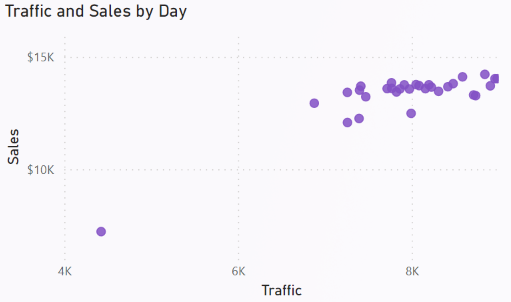 Traffic and Sales by Day
$15K
Sales
$10K
4K 6K 8K
Traffic